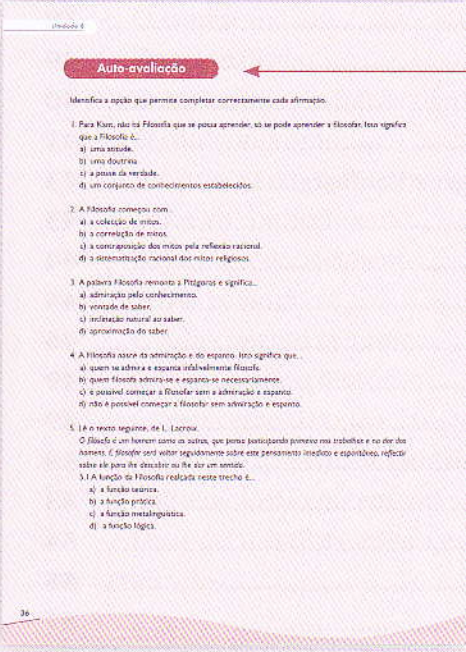 Unidade 1
Auto-avaliação
Identifica a opção que permite completar correctamente cada afirmação.
1. Para Kant, não há Filosofia que se possa aprender, só se pode aprender a filosofar. Isso significa
que a Filosofia é...
a) uma atitude.
b) uma doutrina.
c) a posse da verdade.
d) um conjunto de conhecimentos estabelecidos.
2. A Filosofia começou com...
a) a colecção de mitos.
b) a correlação de mitos.
c) a contraposição dos mitos pela reflexão racional.
d) a sistematização racional dos mitos religiosos.
3. A palavra Filosofia remonta a Pitágoras e significa...
a) admiração pelo conhecimento.
b) vontade de saber.
c) inclinação natural ao saber.
d) aproximação do saber.
4. A Filosofia nasce da admiração e do espanto. Isto significa que...
a) quem se admira e espanta infalivelmente filosofa.
b) quem filosofa admira-se e espanta-se necessariamente.
c) é possível começar a filosofar sem a admiração e espanto.
d) não é possível começar a filosofar sem admiração e espanto.
5. Lê o texto seguinte, de L. Lacroix.
O filósofo é um homem como os outros, que pensa participando primeiro nos trabalhos e na dor dos
homens. E filosofar será voltar seguidamente sobre este pensamento imediato e espontâneo, reflectir
sobre ele para lhe descobrir ou lhe dar um sentido.
5.1 A função da Filosofia realçada neste trecho é...
a) a função teórica.
b) a função prática.
c) a função metalinguística.
d) a função lógica.
36